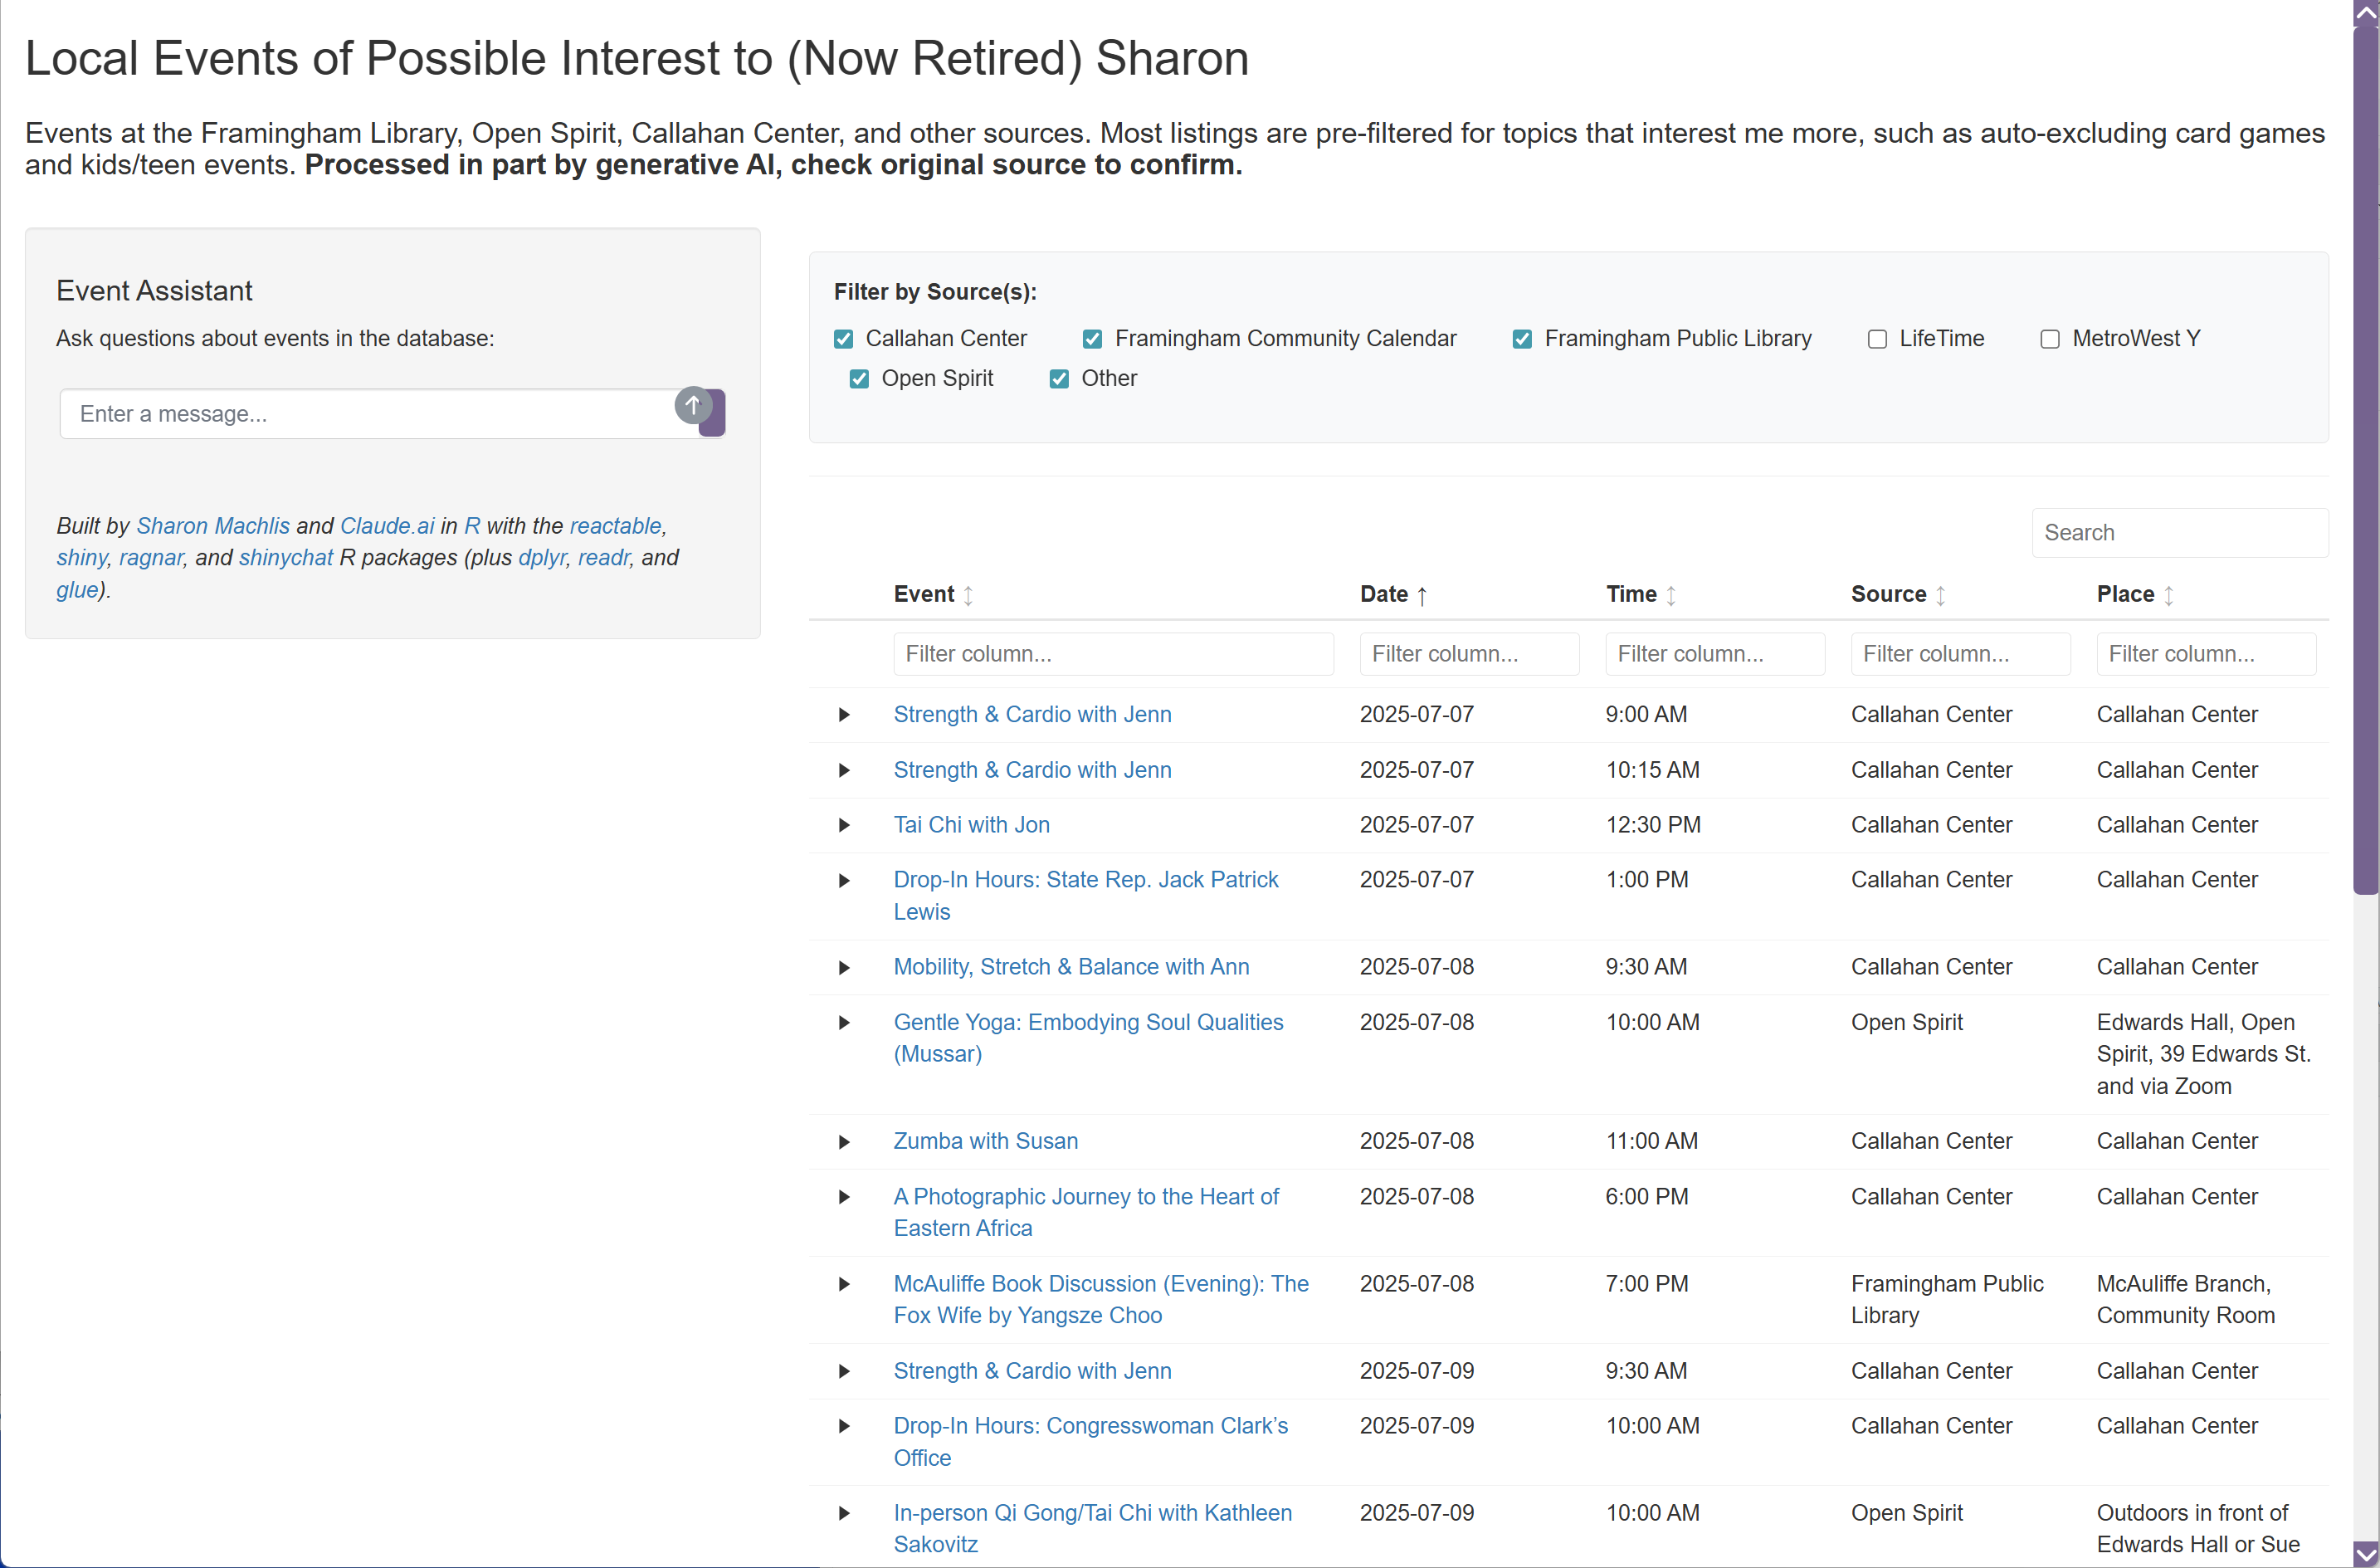 Local Events of Possible Interest to (Now Retired) Sharon
Events at the Framingham Library, Open Spirit, Callahan Center, and other sources. Most listings are pre-filtered for topics that interest me more, such as auto-excluding card games
and kids/teen events. Processed in part by generative AI, check original source to confirm.
Event Assistant
Ask questions about events in the database:
Enter a message...
Built by Sharon Machlis and Claude.ai in R with the reactable,
shiny, ragnar, and shinychat R packages (plus dplyr, readr, and
glue).
Filter by Source(s):
Callahan Center Framingham Community Calendar Framingham Public Library LifeTime MetroWest Y
Open Spirit Other
Search
Event Date Time Source Place
Filter column... Filter column... Filter column... Filter column... Filter column...
Strength & Cardio with Jenn 2025-07-07 9:00 AM Callahan Center Callahan Center
Strength & Cardio with Jenn 2025-07-07 10:15 AM Callahan Center Callahan Center
Tai Chi with Jon 2025-07-07 12:30 PM Callahan Center Callahan Center
Drop-In Hours: State Rep. Jack Patrick 2025-07-07 1:00 PM Callahan Center Callahan Center
Lewis
Mobility, Stretch & Balance with Ann 2025-07-08 9:30 AM Callahan Center Callahan Center
Gentle Yoga: Embodying Soul Qualities 2025-07-08 10:00 AM Open Spirit Edwards Hall, Open
(Mussar) Spirit, 39 Edwards St.
and via Zoom
Zumba with Susan 2025-07-08 11:00 AM Callahan Center Callahan Center
A Photographic Journey to the Heart of 2025-07-08 6:00 PM Callahan Center Callahan Center
Eastern Africa
McAuliffe Book Discussion (Evening): The 2025-07-08 7:00 PM Framingham Public McAuliffe Branch,
Fox Wife by Yangsze Choo Library Community Room
Strength & Cardio with Jenn 2025-07-09 9:30 AM Callahan Center Callahan Center
Drop-In Hours: Congresswoman Clark’s 2025-07-09 10:00 AM Callahan Center Callahan Center
Office
In-person Qi Gong/Tai Chi with Kathleen 2025-07-09 10:00 AM Open Spirit Outdoors in front of
Sakovitz Edwards Hall or Sue